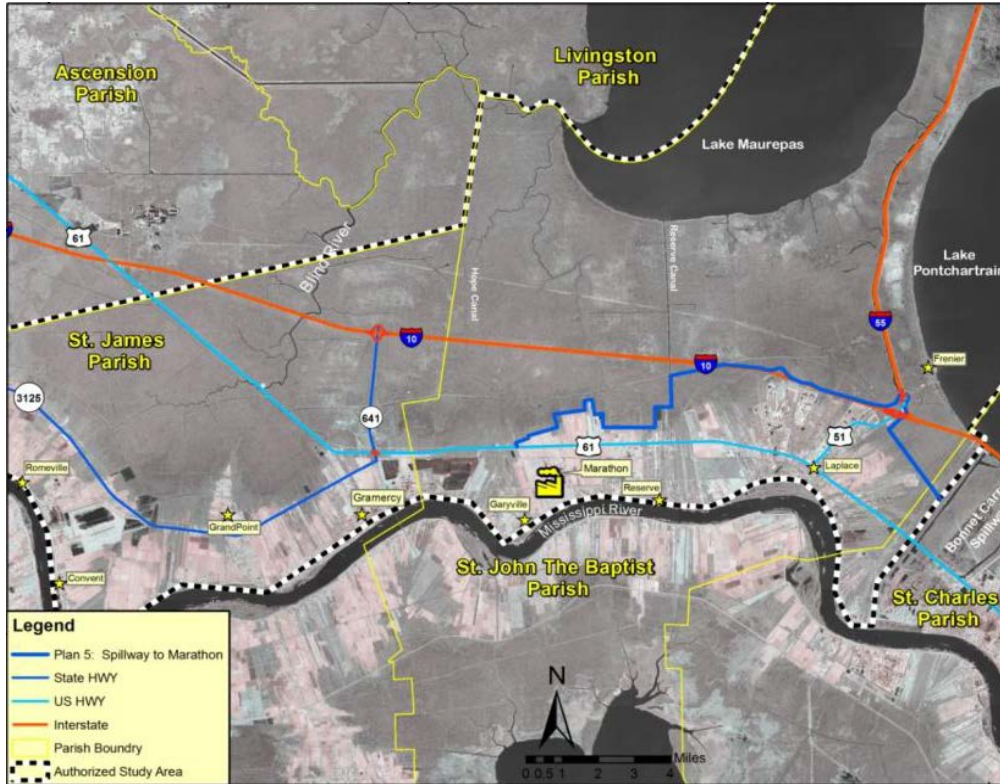 Ascension
Parish
Livingston
Parish
Lake Maurepas
61
Blind River
Hope Canal
Reserve Canal
Lake
Pontchartrain
St. James
Parish
10
10
55
Frenier
3125
641
61
51
Romeville
Laplace
Marathon
GrandPoint
Gramercy
Garyville
Reserve
Mississippi River
Bonnet Car
Spillw
Convent
St. John The Baptist
Parish
St. Charles
Parish
Legend
Plan 5: Spillway to Marathon
State HWY
US HWY
Interstate
Parish Boundry
Authorized Study Area
N
Miles
0 0.5 1 2 3 4